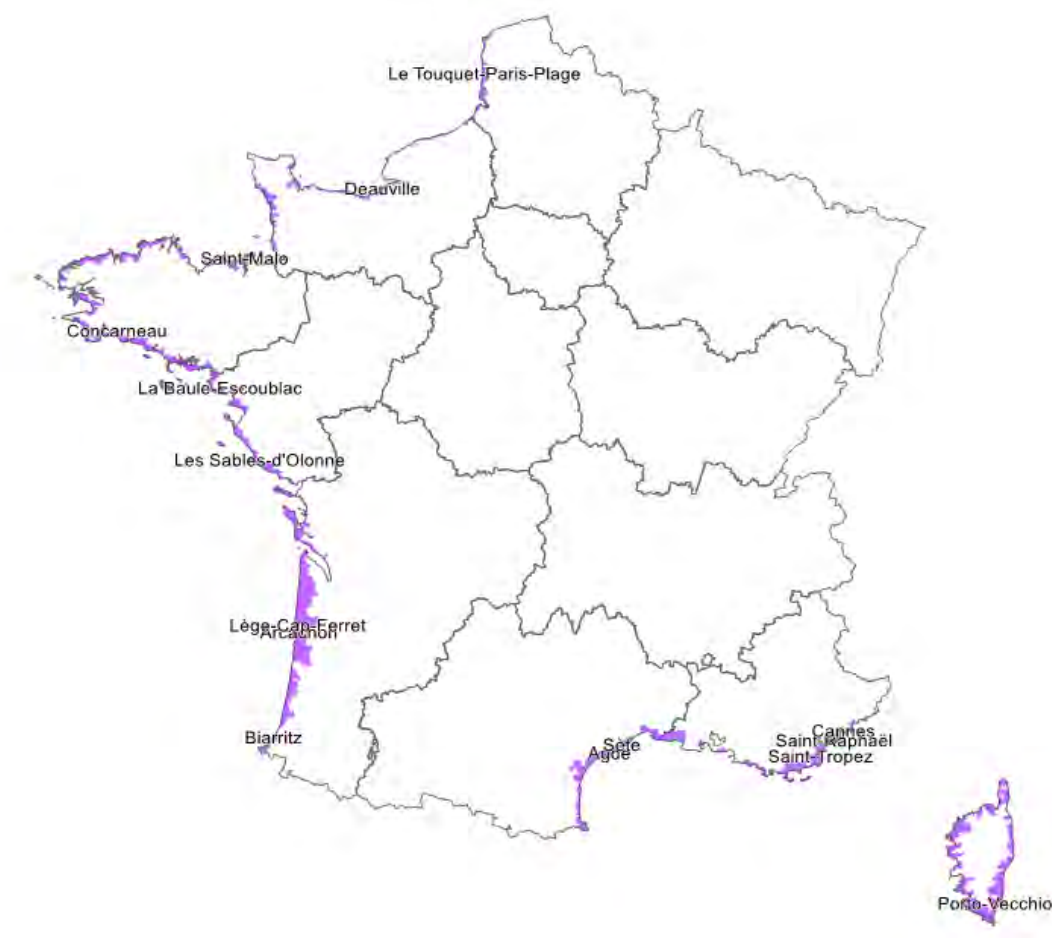 Le Touquet-Paris-Plage
Deauville
Saint-Malo
Concarneau
La Baule-Escoublac
Les Sables-d'Olonne
Lège-Cap-Ferret
Arcachon
Biarritz
Cannes
Saint-Raphaël
Sète
Agde
Saint-Tropez
Porto-Vecchio